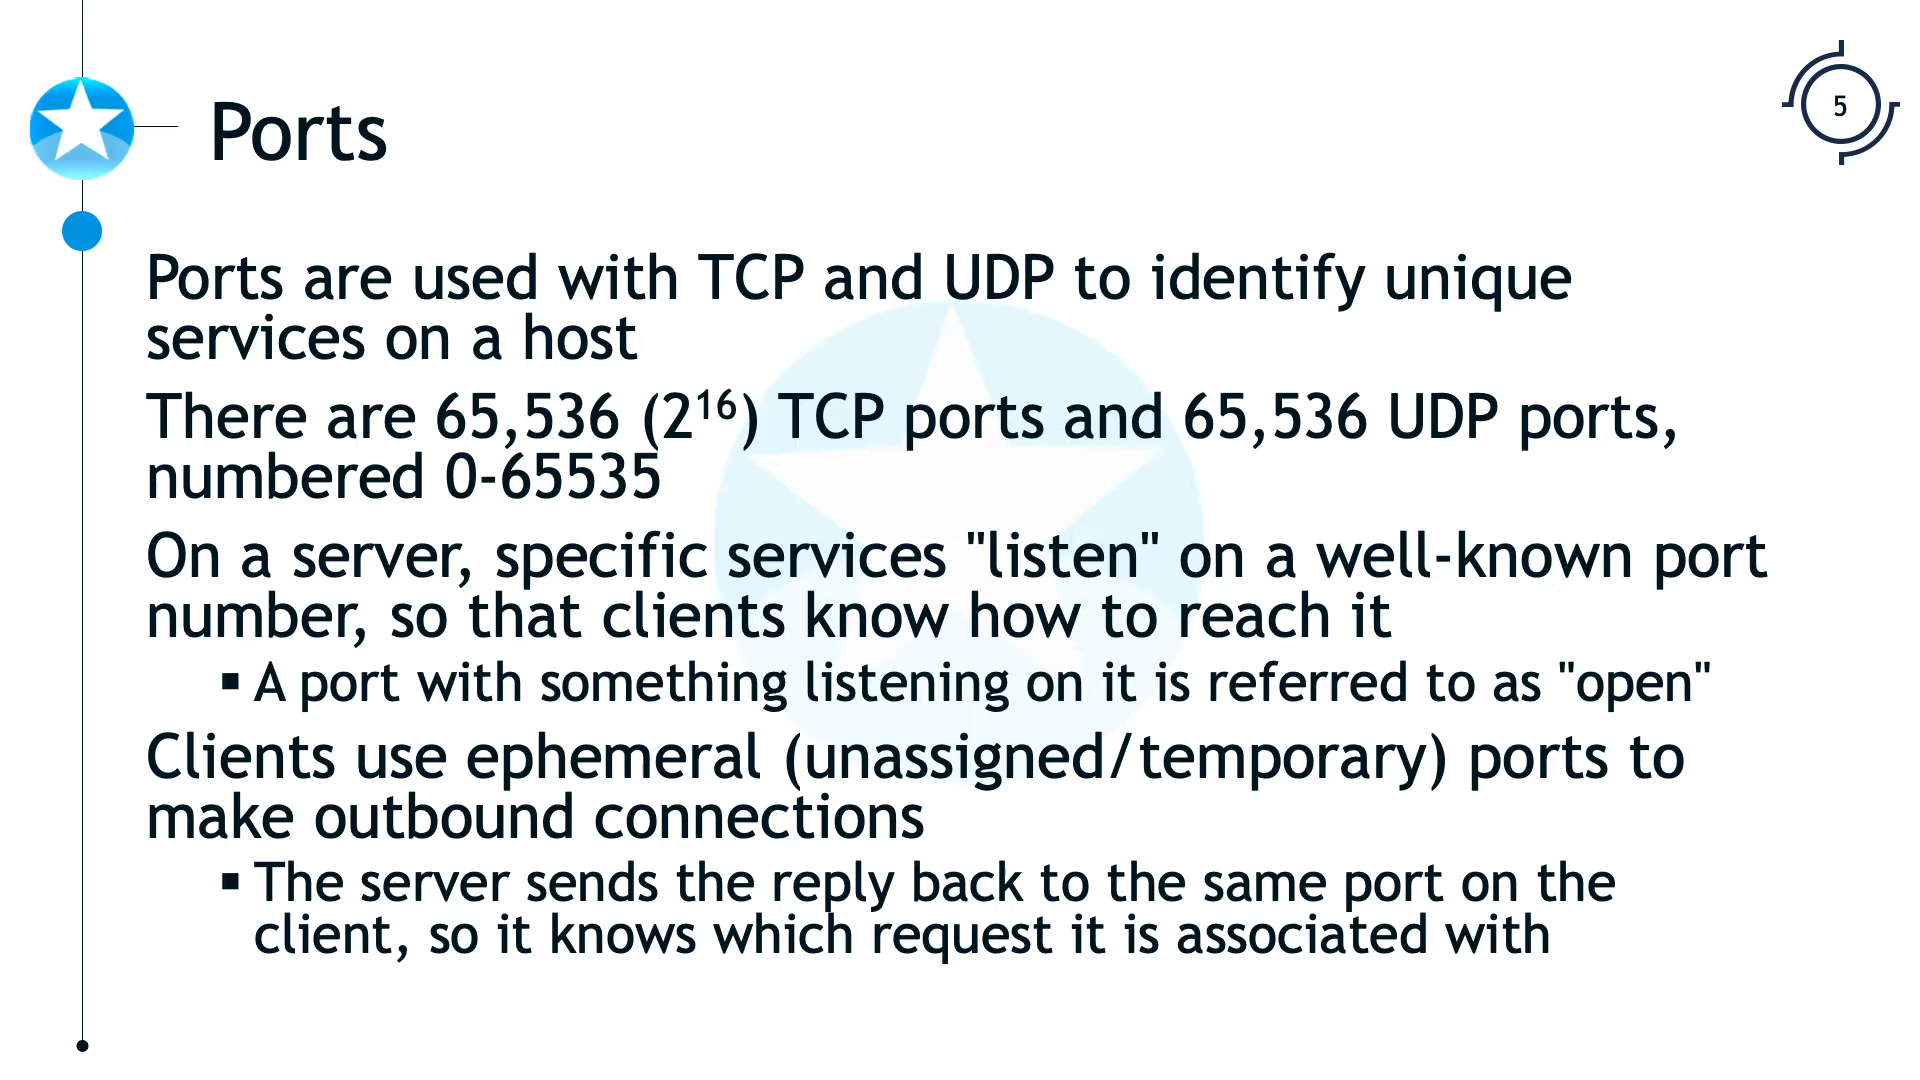 Ports
5
Ports are used with TCP and UDP to identify unique
services on a host
There are 65,536 (2¹⁶) TCP ports and 65,536 UDP ports,
numbered 0-65535
On a server, specific services "listen" on a well-known port
number, so that clients know how to reach it
▪ A port with something listening on it is referred to as "open"
Clients use ephemeral (unassigned/temporary) ports to
make outbound connections
▪ The server sends the reply back to the same port on the
client, so it knows which request it is associated with